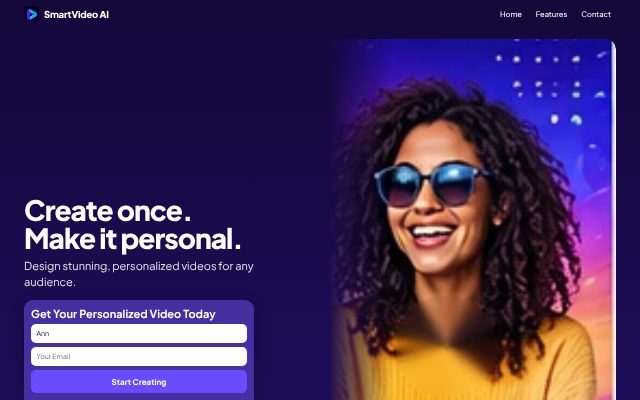 SmartVideo AI
Home
Features
Contact
Create once.
Make it personal.
Design stunning, personalized videos for any
audience.
Get Your Personalized Video Today
Ann
Your Email
Start Creating